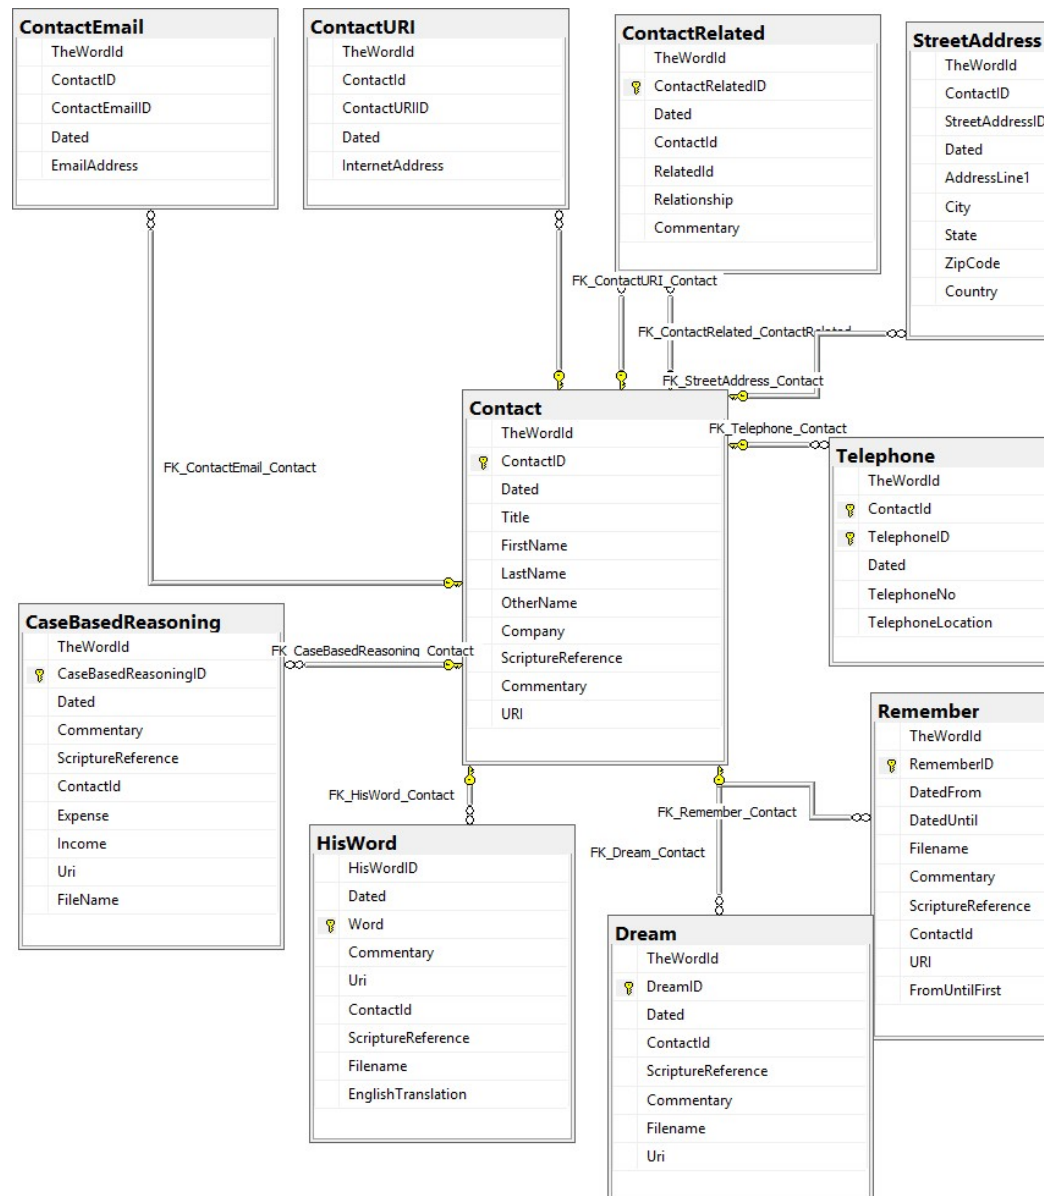 ContactEmail
TheWordId
ContactID
ContactEmailID
Dated
EmailAddress
ContactURI
TheWordId
ContactId
ContactURIID
Dated
InternetAddress
ContactRelated
TheWordId
ContactRelatedID
Dated
ContactId
RelatedId
Relationship
Commentary
StreetAddress
TheWordId
ContactID
StreetAddressID
Dated
AddressLine1
City
State
ZipCode
Country
FK_ContactURI_Contact
FK_ContactRelated_ContactRelated
FK_StreetAddress_Contact
FK_Telephone_Contact
FK_ContactEmail_Contact
Contact
TheWordId
ContactID
Dated
Title
FirstName
LastName
OtherName
Company
ScriptureReference
Commentary
URI
Telephone
TheWordId
ContactId
TelephoneID
Dated
TelephoneNo
TelephoneLocation
CaseBasedReasoning
TheWordId
CaseBasedReasoningID
Dated
Commentary
ScriptureReference
ContactId
Expense
Income
Uri
FileName
FK_CaseBasedReasoning_Contact
FK_HisWord_Contact
FK_Remember_Contact
FK_Dream_Contact
HisWord
HisWordID
Dated
Word
Commentary
Uri
ContactId
ScriptureReference
Filename
EnglishTranslation
Remember
TheWordId
RememberID
DatedFrom
DatedUntil
Filename
Commentary
ScriptureReference
ContactId
URI
FromUntilFirst
Dream
TheWordId
DreamID
Dated
ContactId
ScriptureReference
Commentary
Filename
Uri